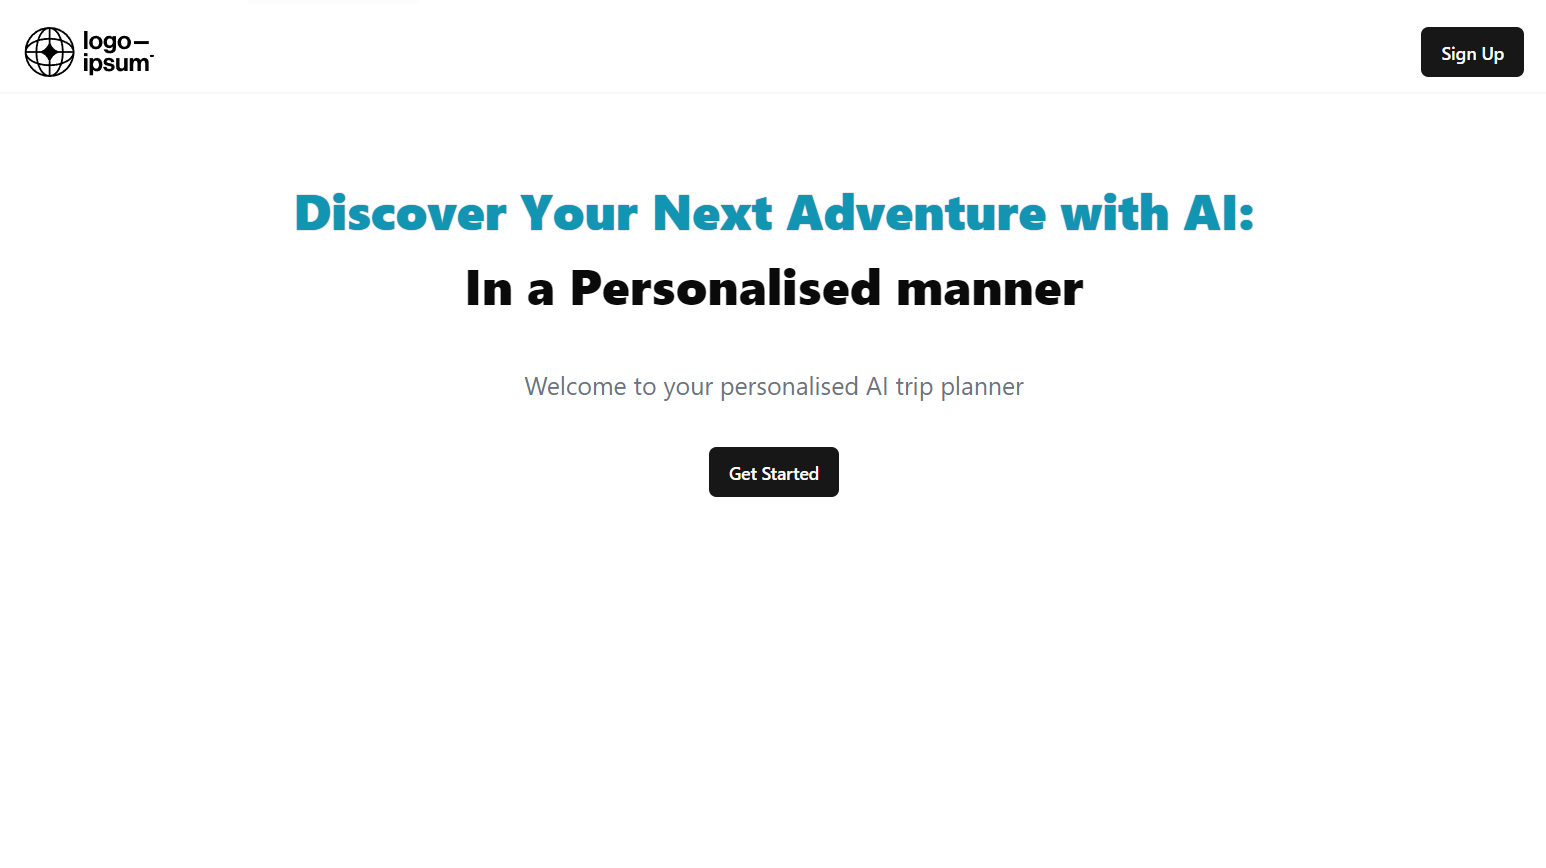 logo—
ipsum
Sign Up
Discover Your Next Adventure with AI:
In a Personalised manner
Welcome to your personalised AI trip planner
Get Started